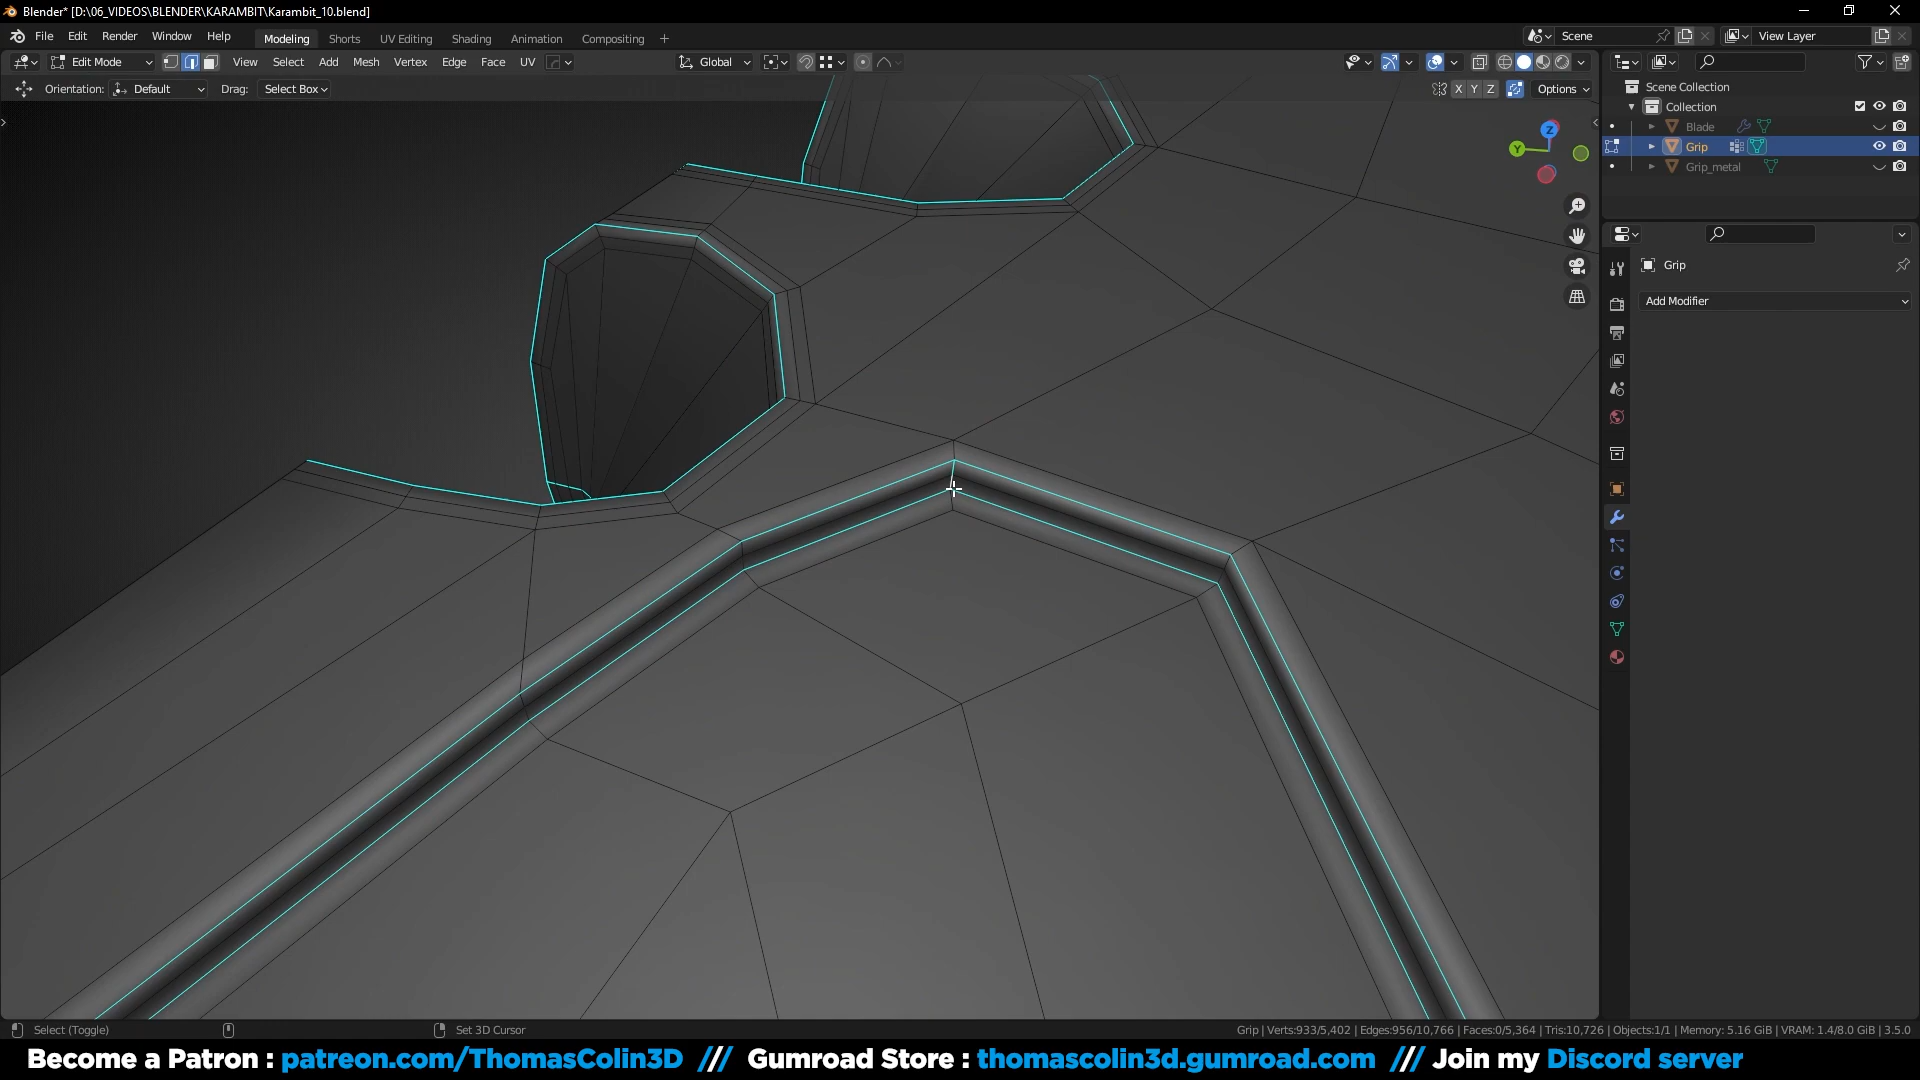 Blender* [D:\06_VIDEOS\BLENDER\KARAMBIT\Karambit_10.blend]
File Edit Render Window Help Modeling Shorts UV Editing Shading Animation Compositing + Scene View Layer
Edit Mode View Select Add Mesh Vertex Edge Face UV Global
Orientation: Default Drag: Select Box X Y Z Options
Scene Collection
Collection
Blade
Grip
Grip_metal
Z
Y
Grip
Add Modifier
Select (Toggle) Set 3D Cursor Grip | Verts:933/5,402 | Edges:956/10,766 | Faces:0/5,364 | Tris:10,726 | Objects:1/1 | Memory: 5.16 GiB | VRAM: 1.4/8.0 GiB | 3.5.0
Become a Patron : patreon.com/ThomasColin3D /// Gumroad Store : thomascolin3d.gumroad.com /// Join my Discord server